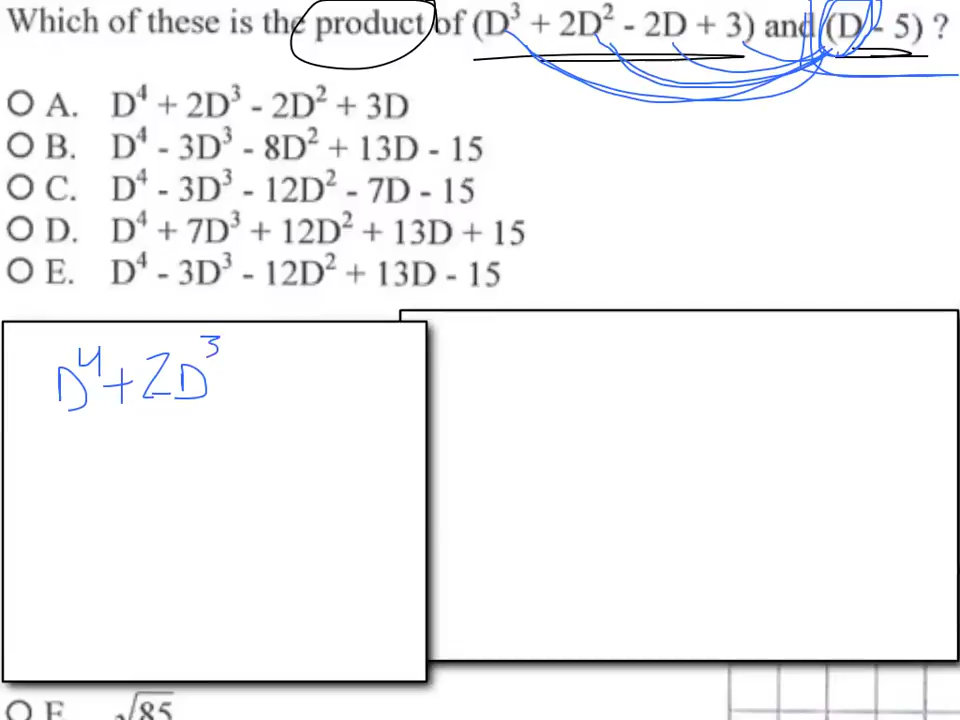 Which of these is the product of (D³ + 2D² - 2D + 3) and (D - 5) ?
A. D⁴ + 2D³ - 2D² + 3D
B. D⁴ - 3D³ - 8D² + 13D - 15
C. D⁴ - 3D³ - 12D² - 7D - 15
D. D⁴ + 7D³ + 12D² + 13D + 15
E. D⁴ - 3D³ - 12D² + 13D - 15
D⁴+2D³
E. √85